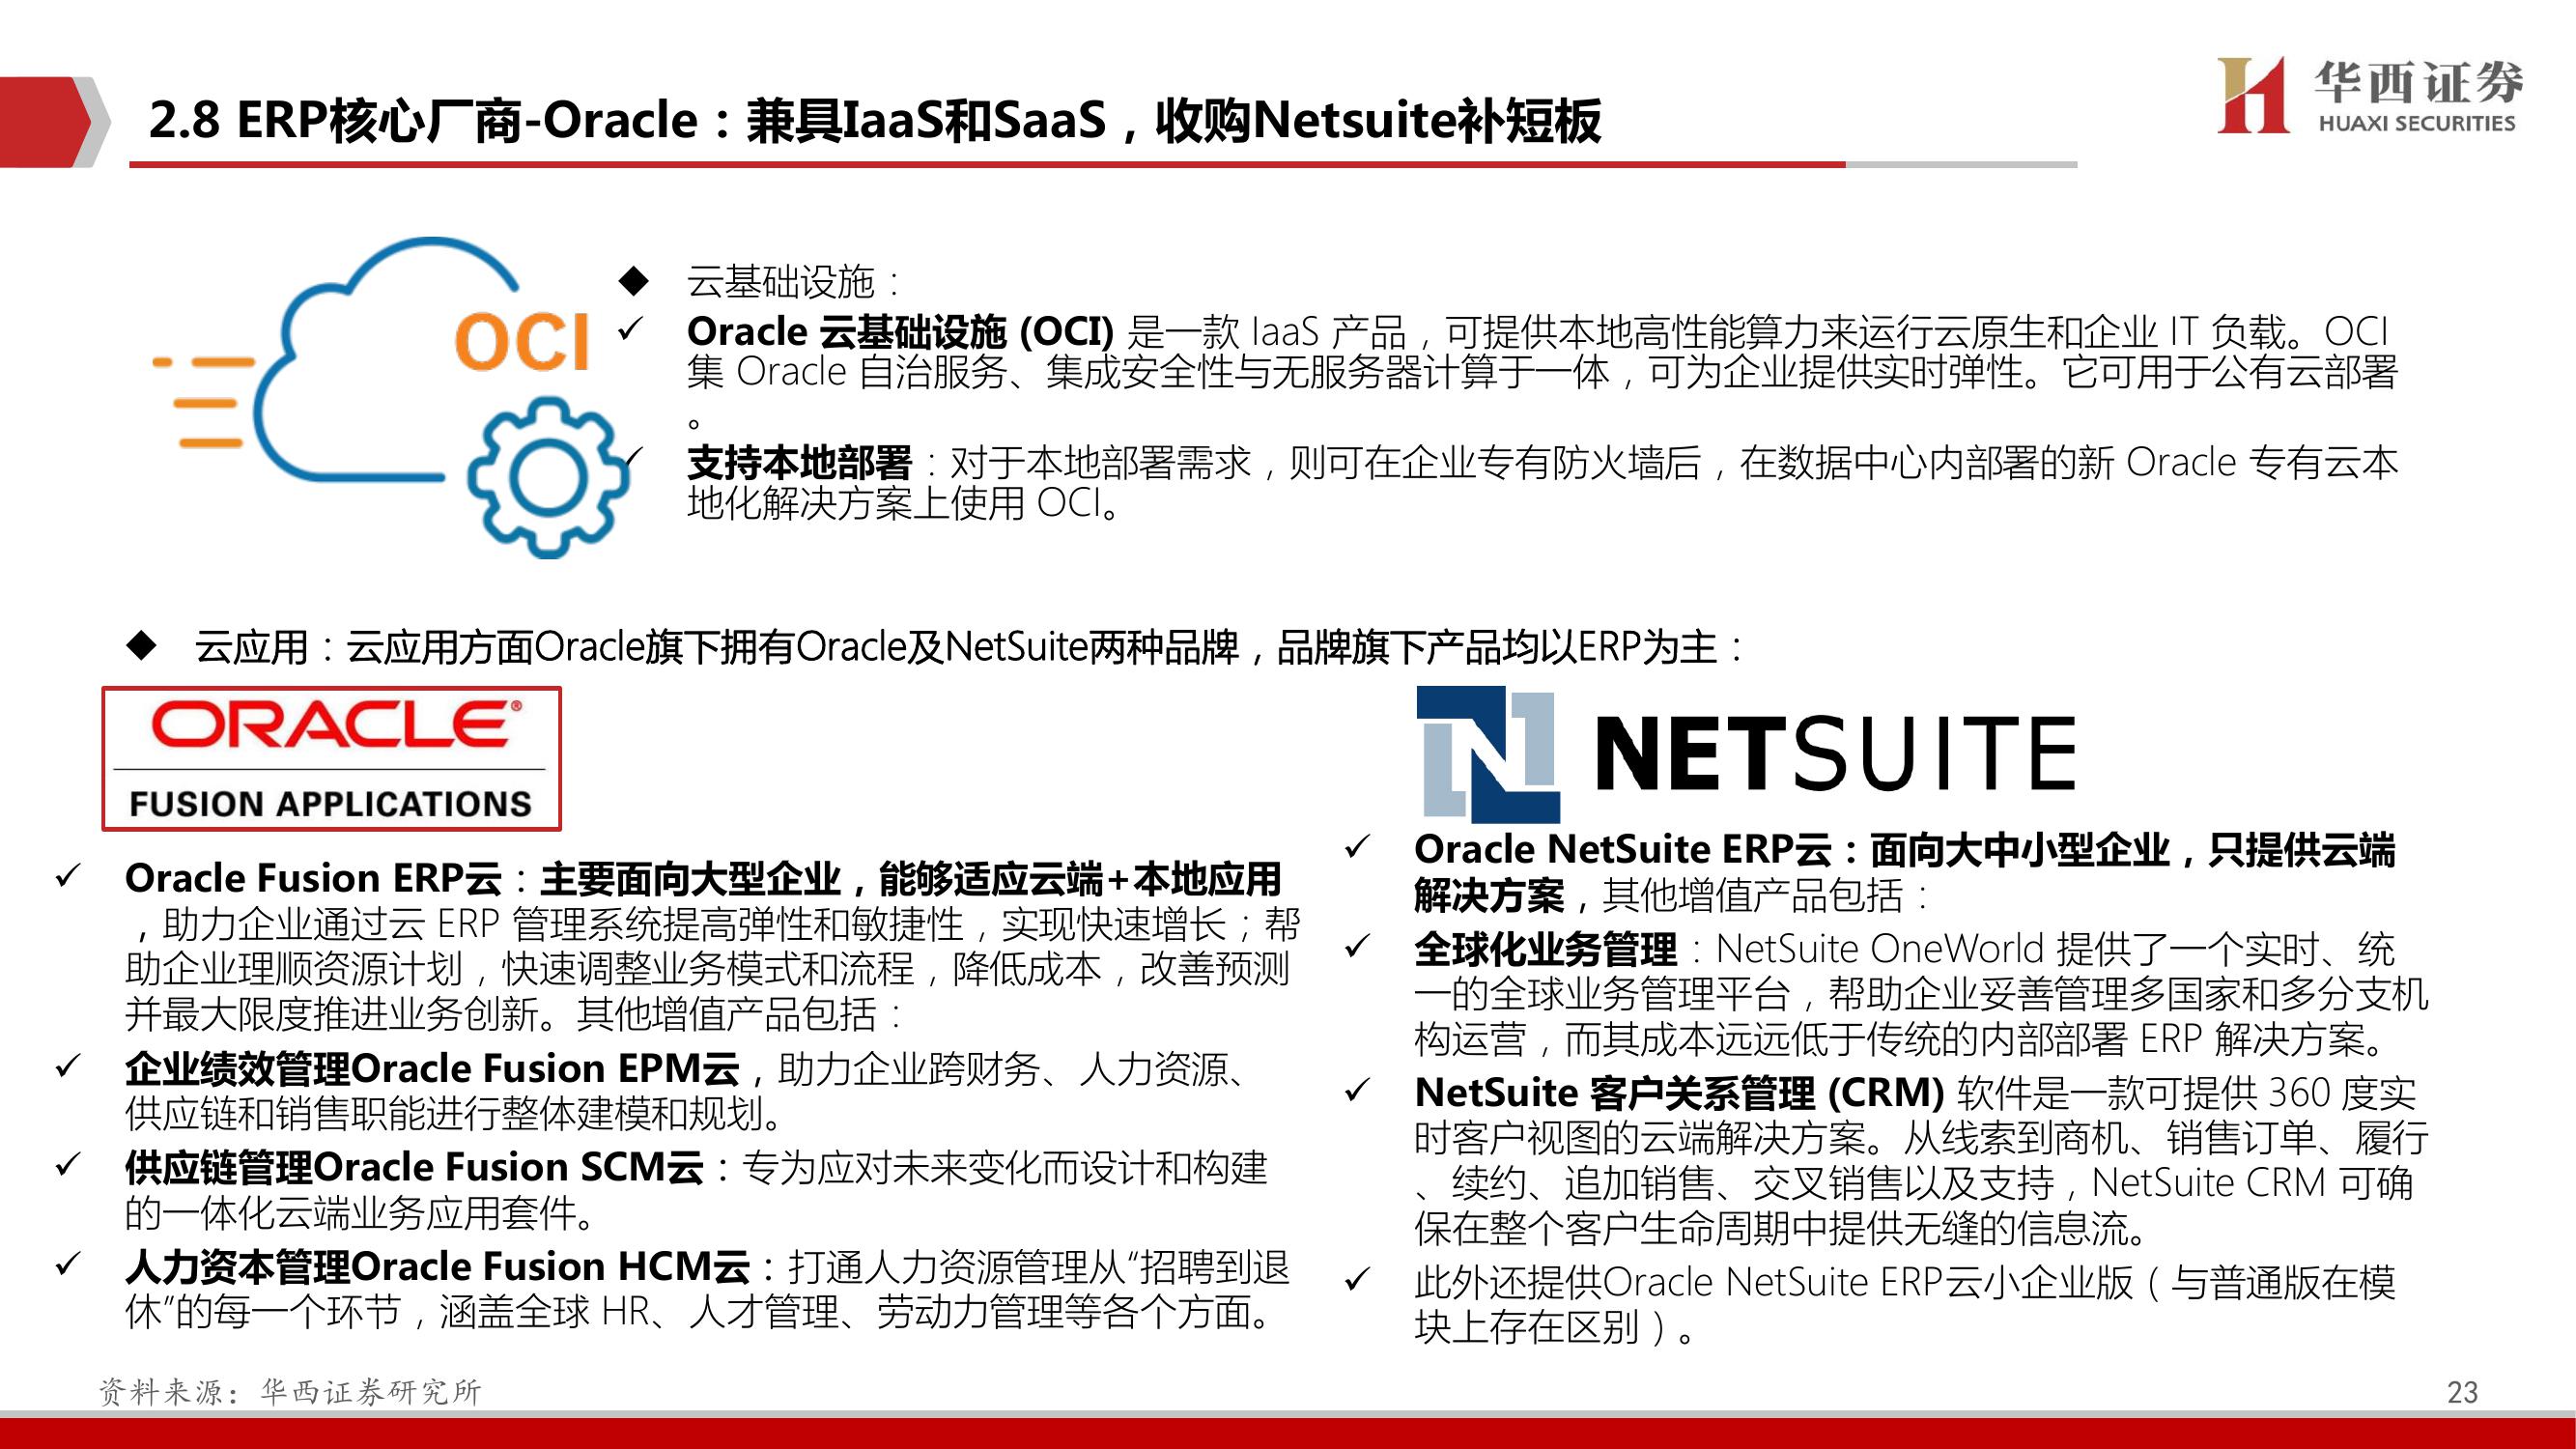 2.8 ERP核心厂商-Oracle：兼具IaaS和SaaS，收购Netsuite补短板
华西证券
HUAXI SECURITIES
OCI
◆ 云基础设施：
✓ Oracle 云基础设施 (OCI) 是一款 IaaS 产品，可提供本地高性能算力来运行云原生和企业 IT 负载。OCI
集 Oracle 自治服务、集成安全性与无服务器计算于一体，可为企业提供实时弹性。它可用于公有云部署
。
✓ 支持本地部署：对于本地部署需求，则可在企业专有防火墙后，在数据中心内部署的新 Oracle 专有云本
地化解决方案上使用 OCI。
◆ 云应用：云应用方面Oracle旗下拥有Oracle及NetSuite两种品牌，品牌旗下产品均以ERP为主：
ORACLE®
FUSION APPLICATIONS
✓ Oracle Fusion ERP云：主要面向大型企业，能够适应云端+本地应用
，助力企业通过云 ERP 管理系统提高弹性和敏捷性，实现快速增长；帮
助企业理顺资源计划，快速调整业务模式和流程，降低成本，改善预测
并最大限度推进业务创新。其他增值产品包括：
✓ 企业绩效管理Oracle Fusion EPM云，助力企业跨财务、人力资源、
供应链和销售职能进行整体建模和规划。
✓ 供应链管理Oracle Fusion SCM云：专为应对未来变化而设计和构建
的一体化云端业务应用套件。
✓ 人力资本管理Oracle Fusion HCM云：打通人力资源管理从“招聘到退
休”的每一个环节，涵盖全球 HR、人才管理、劳动力管理等各个方面。
N NETSUITE
✓ Oracle NetSuite ERP云：面向大中小型企业，只提供云端
解决方案，其他增值产品包括：
✓ 全球化业务管理：NetSuite OneWorld 提供了一个实时、统
一的全球业务管理平台，帮助企业妥善管理多国家和多分支机
构运营，而其成本远远低于传统的内部部署 ERP 解决方案。
✓ NetSuite 客户关系管理 (CRM) 软件是一款可提供 360 度实
时客户视图的云端解决方案。从线索到商机、销售订单、履行
、续约、追加销售、交叉销售以及支持，NetSuite CRM 可确
保在整个客户生命周期中提供无缝的信息流。
✓ 此外还提供Oracle NetSuite ERP云小企业版（与普通版在模
块上存在区别）。
资料来源：华西证券研究所
23